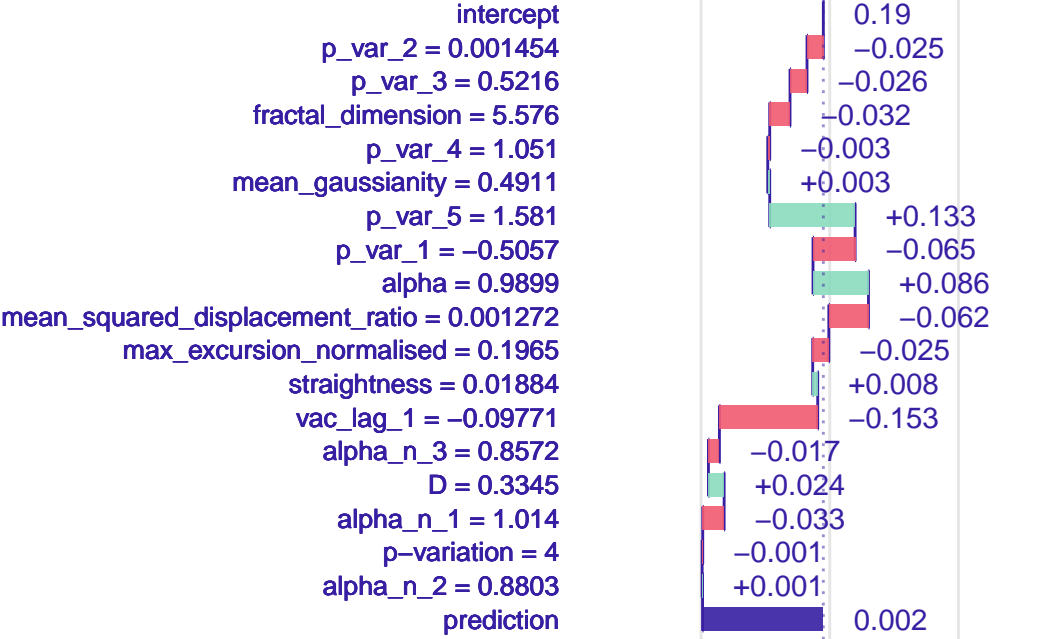 intercept 0.19
p_var_2 = 0.001454 −0.025
p_var_3 = 0.5216 −0.026
fractal_dimension = 5.576 −0.032
p_var_4 = 1.051 −0.003
mean_gaussianity = 0.4911 +0.003
p_var_5 = 1.581 +0.133
p_var_1 = −0.5057 −0.065
alpha = 0.9899 +0.086
mean_squared_displacement_ratio = 0.001272 −0.062
max_excursion_normalised = 0.1965 −0.025
straightness = 0.01884 +0.008
vac_lag_1 = −0.09771 −0.153
alpha_n_3 = 0.8572 −0.017
D = 0.3345 +0.024
alpha_n_1 = 1.014 −0.033
p−variation = 4 −0.001
alpha_n_2 = 0.8803 +0.001
prediction 0.002